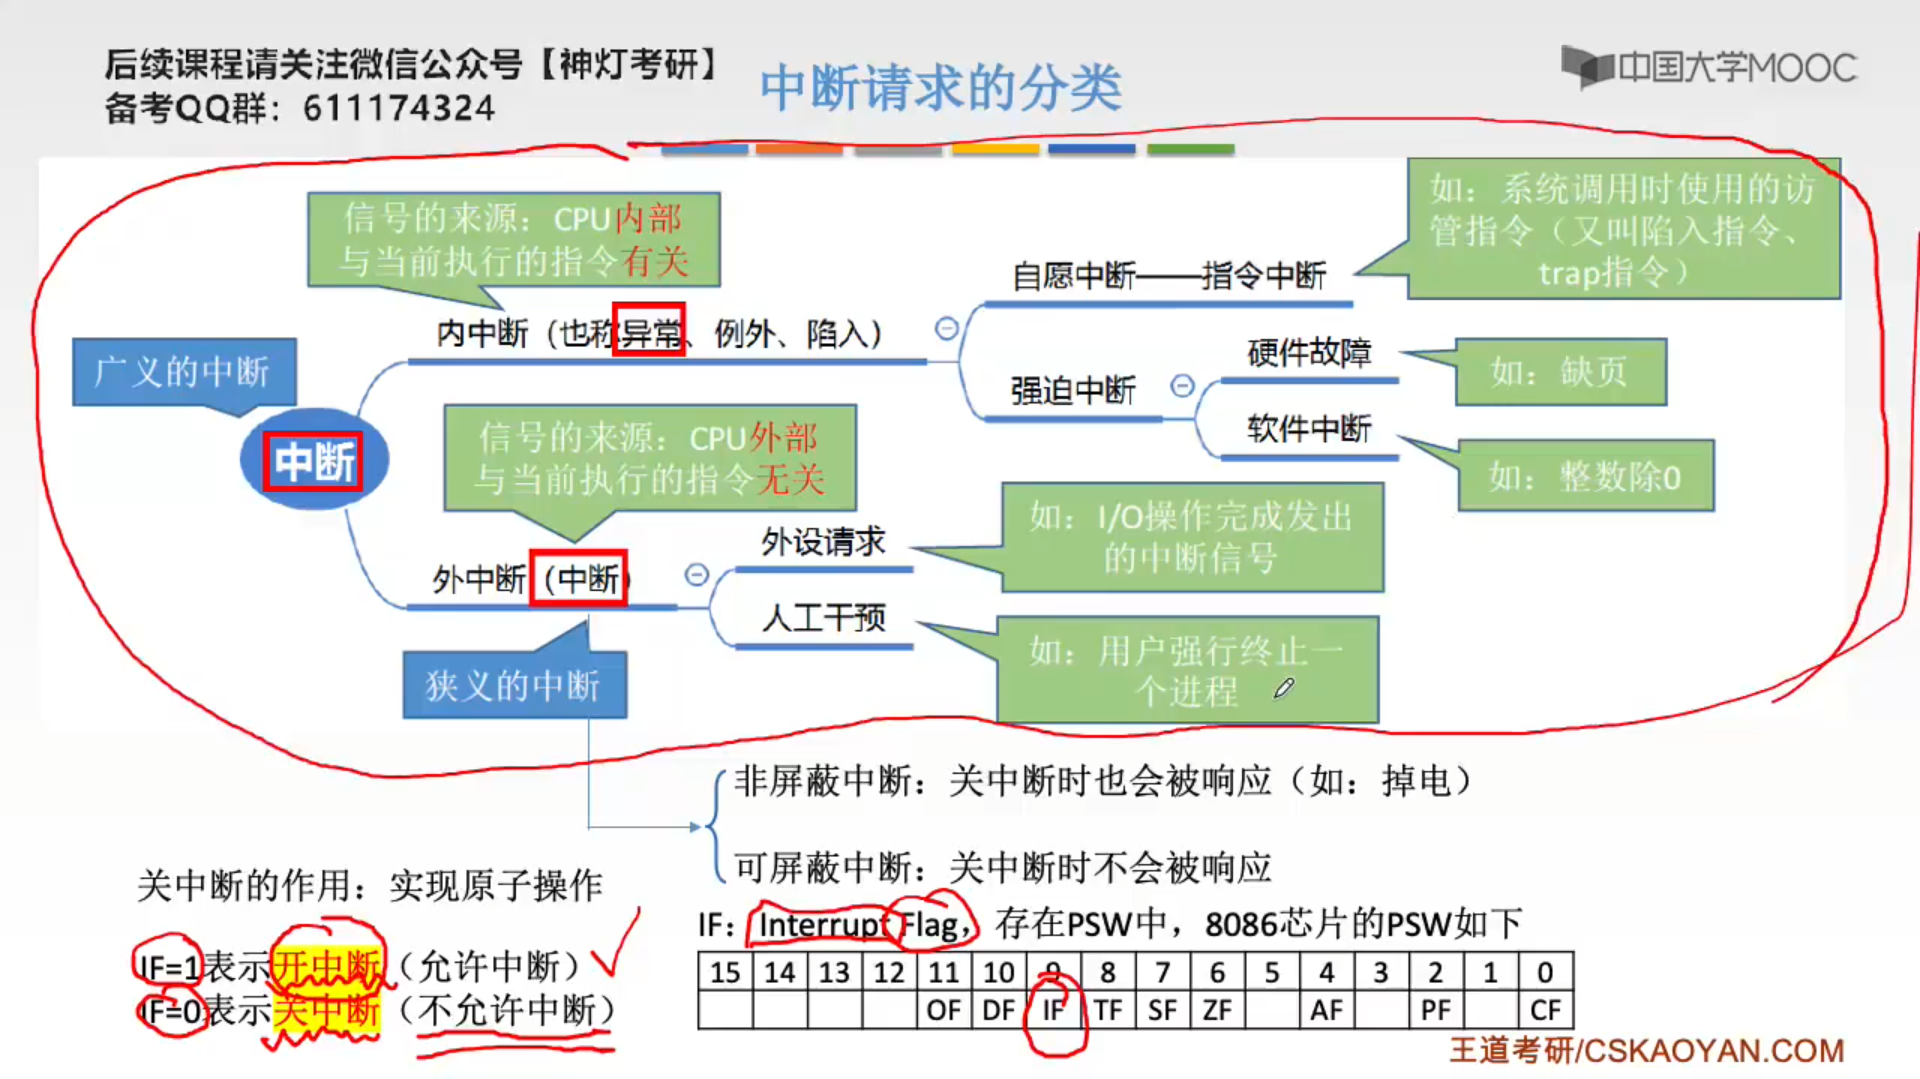 后续课程请关注微信公众号【神灯考研】
备考QQ群：611174324
中断请求的分类
中国大学MOOC
如：系统调用时使用的访
管指令（又叫陷入指令、
trap指令）
信号的来源：CPU内部
与当前执行的指令有关
自愿中断——指令中断
内中断（也称异常、例外、陷入）
硬件故障
如：缺页
广义的中断
强迫中断
软件中断
如：整数除0
中断
信号的来源：CPU外部
与当前执行的指令无关
外设请求
如：I/O操作完成发出
的中断信号
外中断（中断）
人工干预
如：用户强行终止一
个进程
狭义的中断
非屏蔽中断：关中断时也会被响应（如：掉电）
可屏蔽中断：关中断时不会被响应
关中断的作用：实现原子操作
IF=1表示开中断（允许中断）
IF=0表示关中断（不允许中断）
IF：Interrupt Flag，存在PSW中，8086芯片的PSW如下
15 14 13 12 11 10 9 8 7 6 5 4 3 2 1 0
OF DF IF TF SF ZF AF PF CF
王道考研/CSKAOYAN.COM